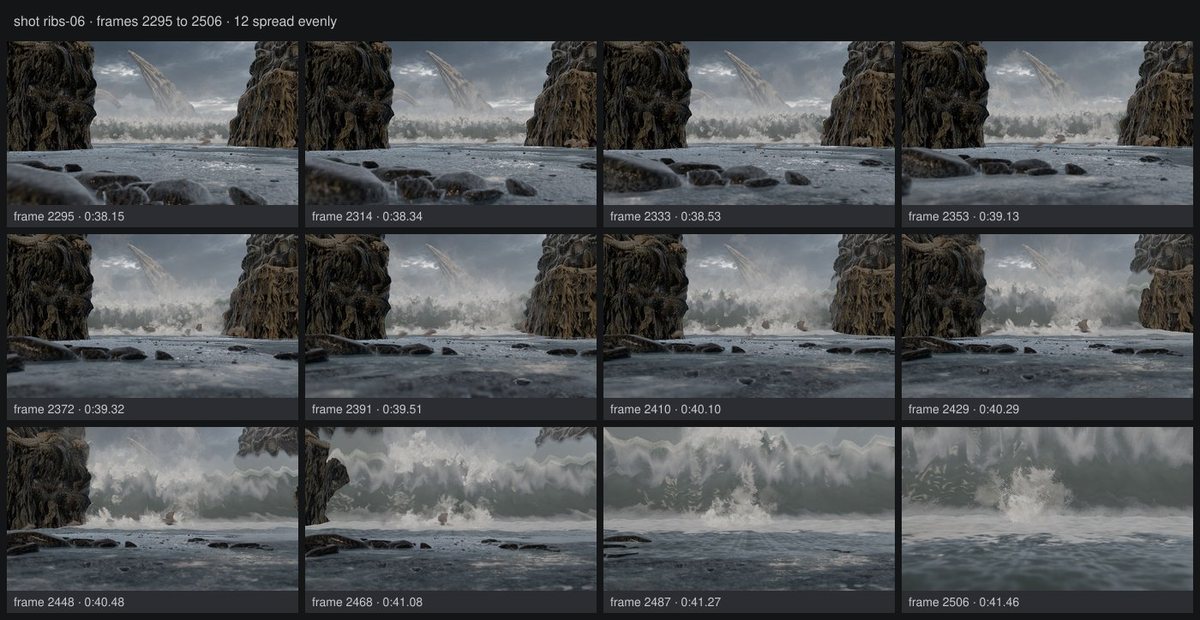 shot ribs-06 · frames 2295 to 2506 · 12 spread evenly
frame 2295 · 0:38.15
frame 2314 · 0:38.34
frame 2333 · 0:38.53
frame 2353 · 0:39.13
frame 2372 · 0:39.32
frame 2391 · 0:39.51
frame 2410 · 0:40.10
frame 2429 · 0:40.29
frame 2448 · 0:40.48
frame 2468 · 0:41.08
frame 2487 · 0:41.27
frame 2506 · 0:41.46